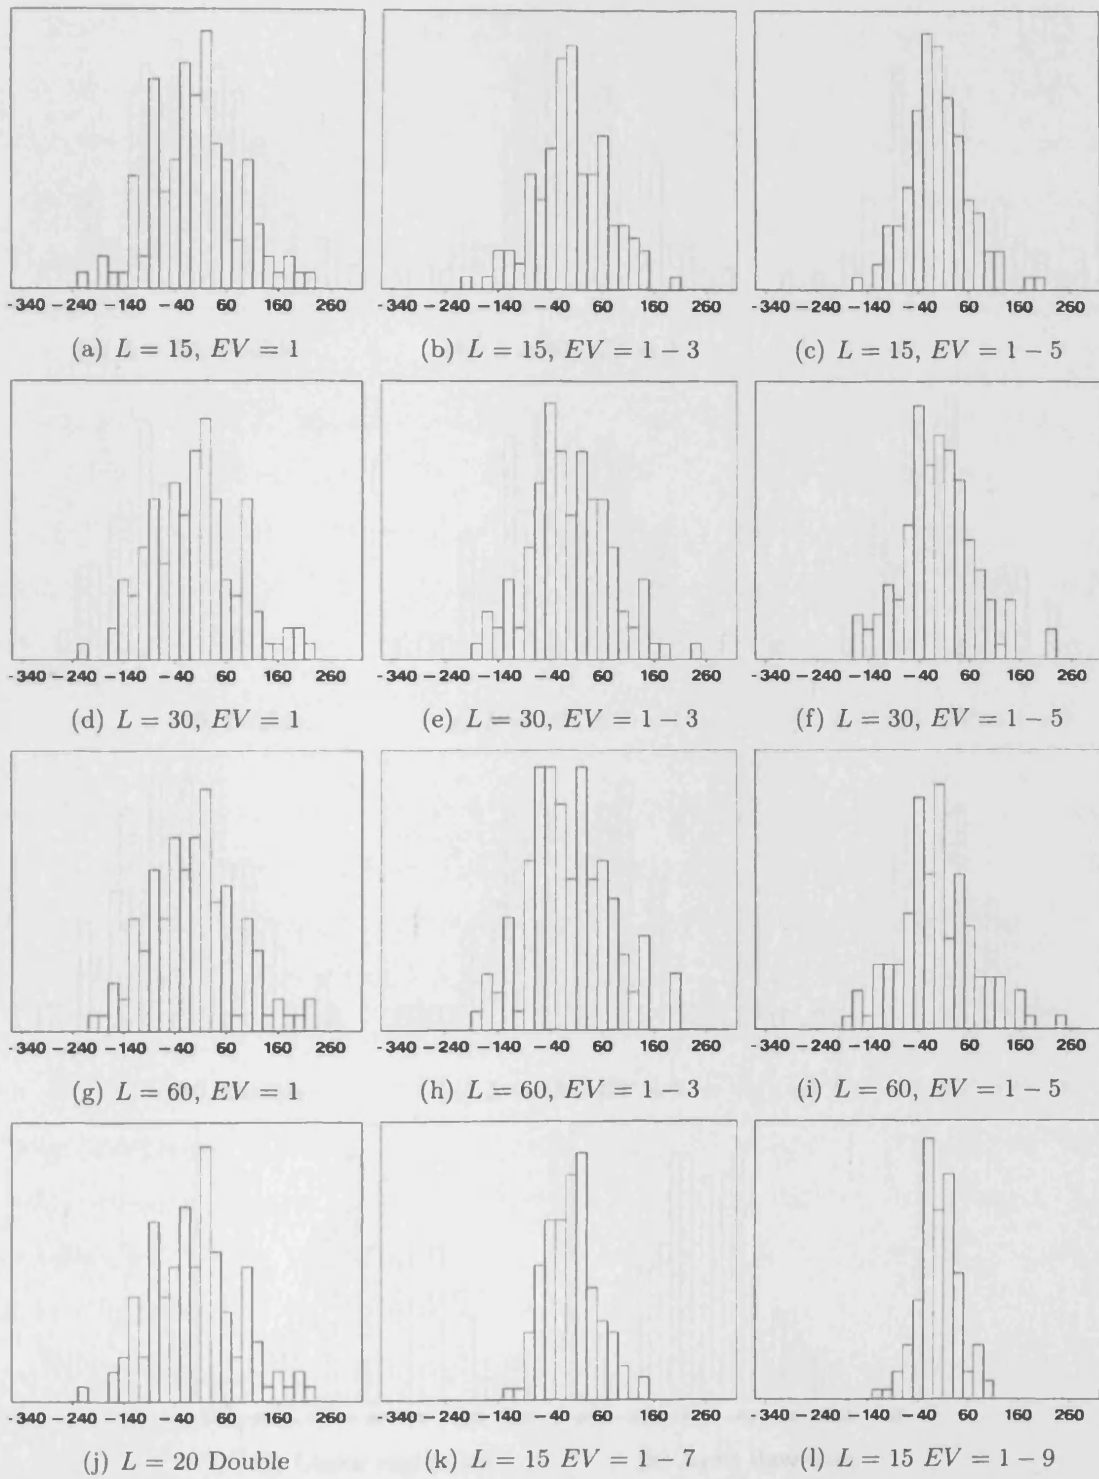 -340 −240 −140 −40 60 160 260 -340 −240 −140 −40 60 160 260 -340 −240 −140 −40 60 160 260
(a) L = 15, EV = 1 (b) L = 15, EV = 1 − 3 (c) L = 15, EV = 1 − 5
-340 −240 −140 −40 60 160 260 -340 −240 −140 −40 60 160 260 -340 −240 −140 −40 60 160 260
(d) L = 30, EV = 1 (e) L = 30, EV = 1 − 3 (f) L = 30, EV = 1 − 5
-340 −240 −140 −40 60 160 260 -340 −240 −140 −40 60 160 260 -340 −240 −140 −40 60 160 260
(g) L = 60, EV = 1 (h) L = 60, EV = 1 − 3 (i) L = 60, EV = 1 − 5
-340 −240 −140 −40 60 160 260 -340 −240 −140 −40 60 160 260 -340 −240 −140 −40 60 160 260
(j) L = 20 Double (k) L = 15 EV = 1 − 7 (l) L = 15 EV = 1 − 9